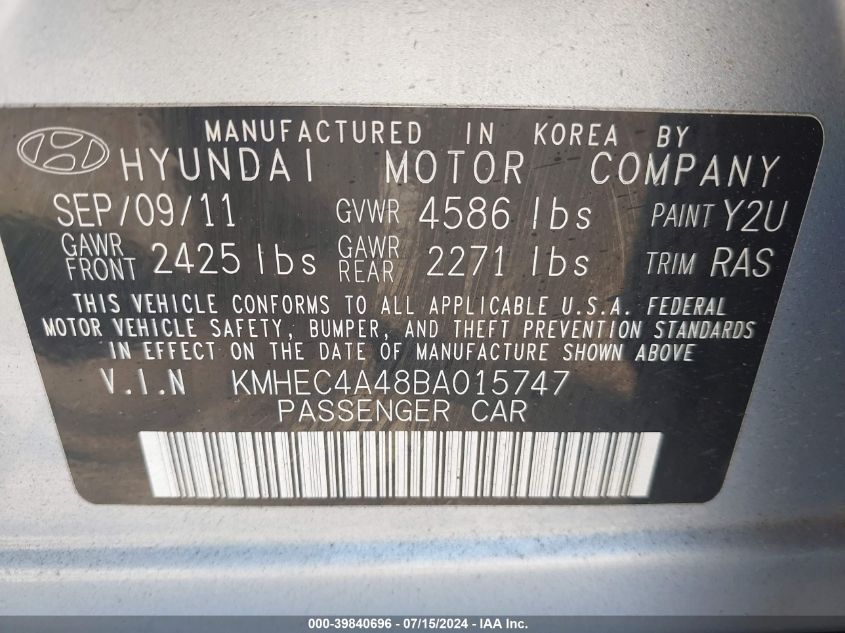 MANUFACTURED IN KOREA BY
HYUNDAI MOTOR COMPANY
SEP/09/11 GVWR 4586 lbs PAINT Y2U
GAWR FRONT 2425 lbs GAWR REAR 2271 lbs TRIM RAS
THIS VEHICLE CONFORMS TO ALL APPLICABLE U.S.A. FEDERAL
MOTOR VEHICLE SAFETY, BUMPER, AND THEFT PREVENTION STANDARDS
IN EFFECT ON THE DATE OF MANUFACTURE SHOWN ABOVE
V.I.N KMHEC4A48BA015747
PASSENGER CAR
000-39840696 - 07/15/2024 - IAA Inc.